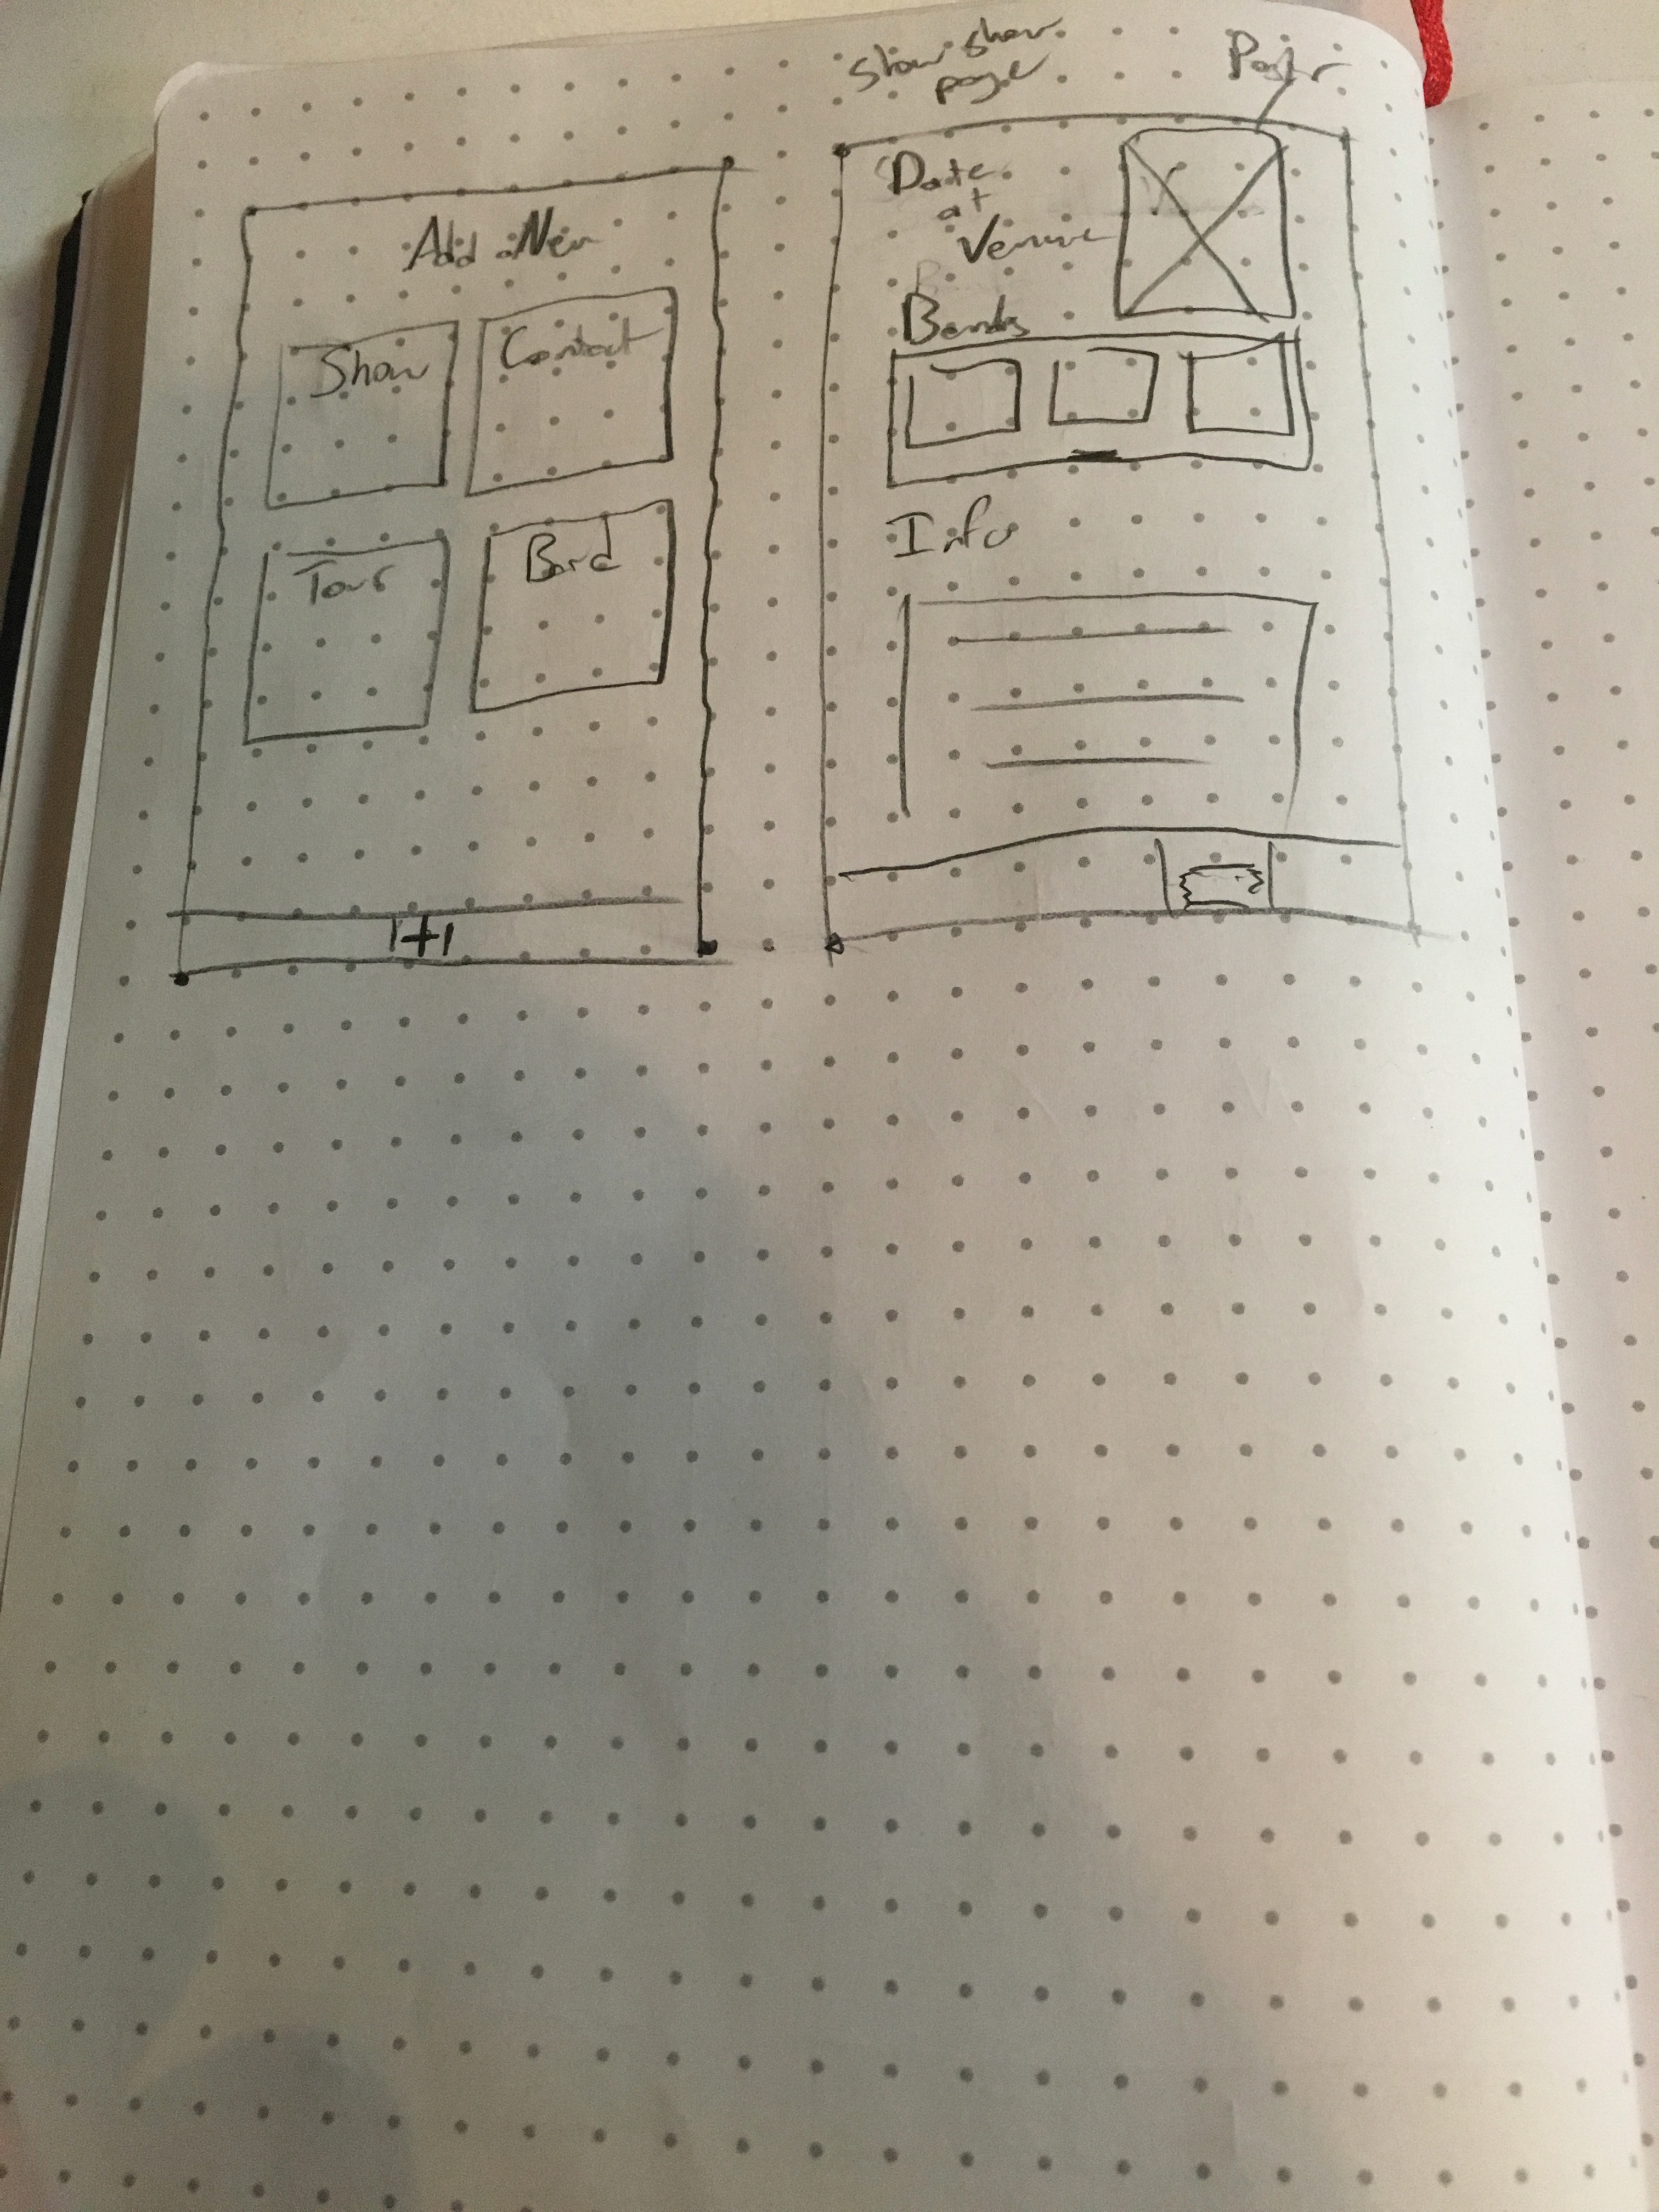 Add New
Show
Contact
Tour
Band
+
Show Show
page
Poster
Date
at
Venue
Bands
Info